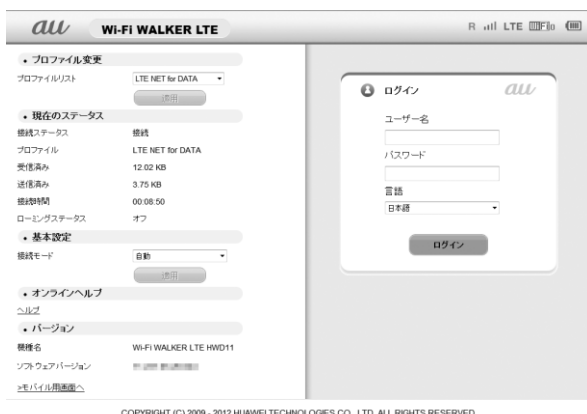 au Wi-Fi WALKER LTE
R LTE
• プロファイル変更
プロファイルリスト LTE NET for DATA
適用
• 現在のステータス
接続ステータス 接続
プロファイル LTE NET for DATA
受信済み 12.02 KB
送信済み 3.75 KB
接続時間 00:08:50
ローミングステータス オフ
• 基本設定
接続モード 自動
適用
• オンラインヘルプ
ヘルプ
• バージョン
機種名 Wi-Fi WALKER LTE HWD11
ソフトウェアバージョン
>モバイル用画面へ
ログイン au
ユーザー名
パスワード
言語
日本語
ログイン
COPYRIGHT (C) 2009 - 2012 HUAWEI TECHNOLOGIES CO., LTD. ALL RIGHTS RESERVED.